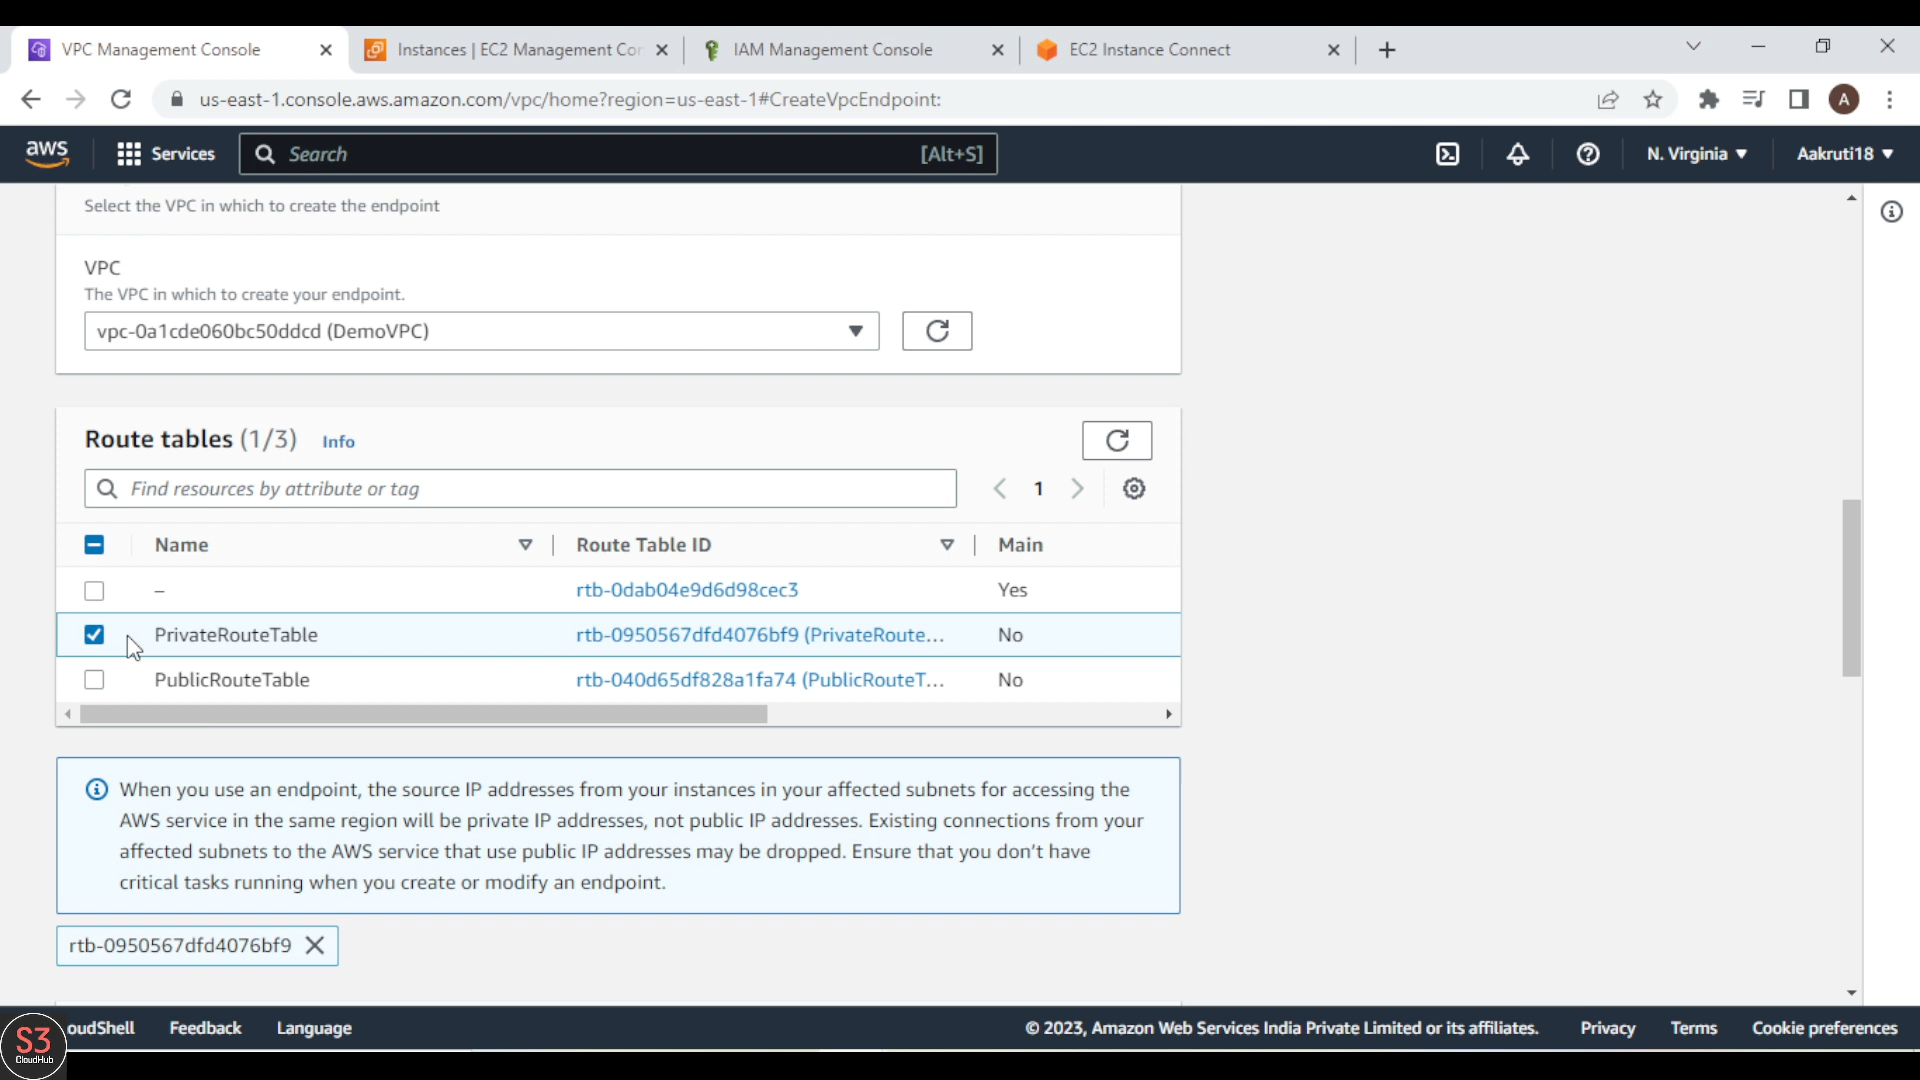 VPC Management Console
Instances | EC2 Management Con
IAM Management Console
EC2 Instance Connect
us-east-1.console.aws.amazon.com/vpc/home?region=us-east-1#CreateVpcEndpoint:
A
aws
Services
Search
[Alt+S]
N. Virginia
Aakruti18
Select the VPC in which to create the endpoint
VPC
The VPC in which to create your endpoint.
vpc-0a1cde060bc50ddcd (DemoVPC)
Route tables (1/3) Info
Find resources by attribute or tag
1
Name Route Table ID Main
– rtb-0dab04e9d6d98cec3 Yes
PrivateRouteTable rtb-0950567dfd4076bf9 (PrivateRoute... No
PublicRouteTable rtb-040d65df828a1fa74 (PublicRouteT... No
When you use an endpoint, the source IP addresses from your instances in your affected subnets for accessing the
AWS service in the same region will be private IP addresses, not public IP addresses. Existing connections from your
affected subnets to the AWS service that use public IP addresses may be dropped. Ensure that you don't have
critical tasks running when you create or modify an endpoint.
rtb-0950567dfd4076bf9
oudShell
Feedback
Language
© 2023, Amazon Web Services India Private Limited or its affiliates.
Privacy
Terms
Cookie preferences
S3
CloudHub